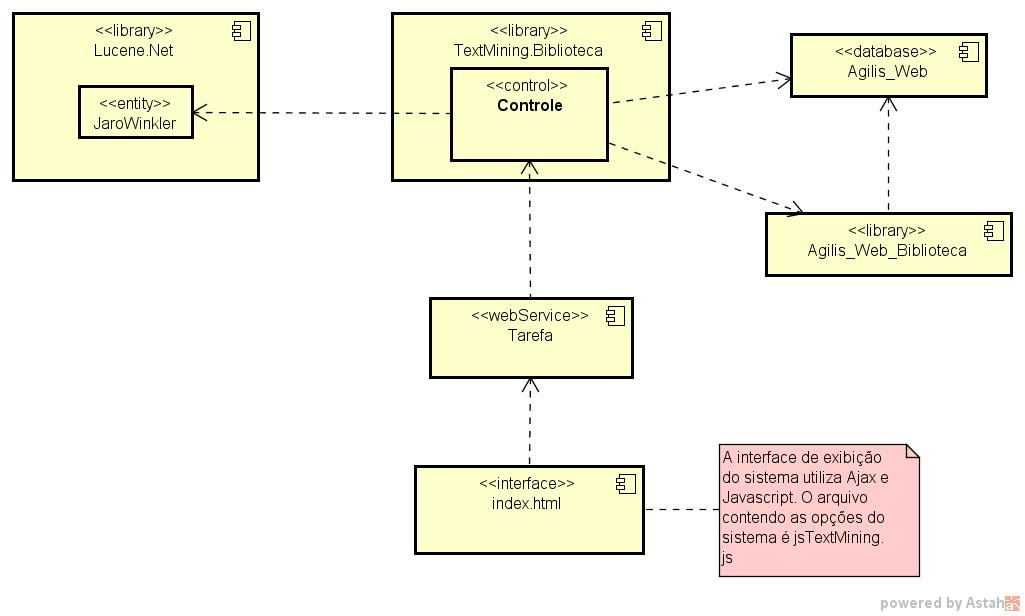 <<library>>
Lucene.Net
<<entity>>
JaroWinkler
<<library>>
TextMining.Biblioteca
<<control>>
Controle
<<database>>
Agilis_Web
<<library>>
Agilis_Web_Biblioteca
<<webService>>
Tarefa
<<interface>>
index.html
A interface de exibição
do sistema utiliza Ajax e
Javascript. O arquivo
contendo as opções do
sistema é jsTextMining.
js
powered by Astah